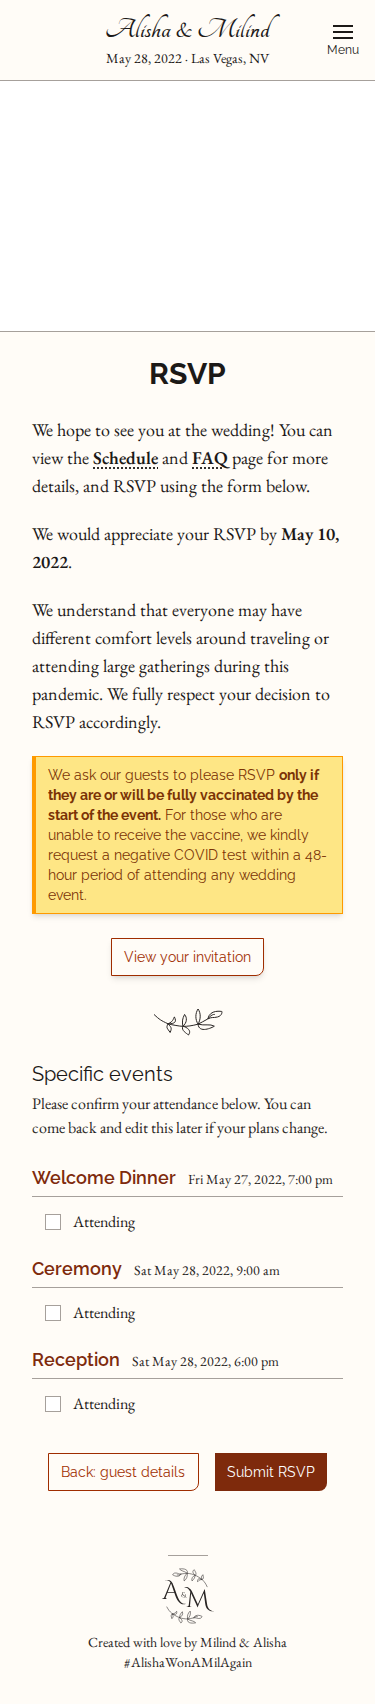 Alisha & Milind
May 28, 2022 · Las Vegas, NV
Menu
RSVP
We hope to see you at the wedding! You can
view the Schedule and FAQ page for more
details, and RSVP using the form below.
We would appreciate your RSVP by May 10,
2022.
We understand that everyone may have
different comfort levels around traveling or
attending large gatherings during this
pandemic. We fully respect your decision to
RSVP accordingly.
We ask our guests to please RSVP only if
they are or will be fully vaccinated by the
start of the event. For those who are
unable to receive the vaccine, we kindly
request a negative COVID test within a 48-
hour period of attending any wedding
event.
View your invitation
Specific events
Please confirm your attendance below. You can
come back and edit this later if your plans change.
Welcome Dinner Fri May 27, 2022, 7:00 pm
Attending
Ceremony Sat May 28, 2022, 9:00 am
Attending
Reception Sat May 28, 2022, 6:00 pm
Attending
Back: guest details Submit RSVP
A&M
Created with love by Milind & Alisha
#AlishaWonAMilAgain